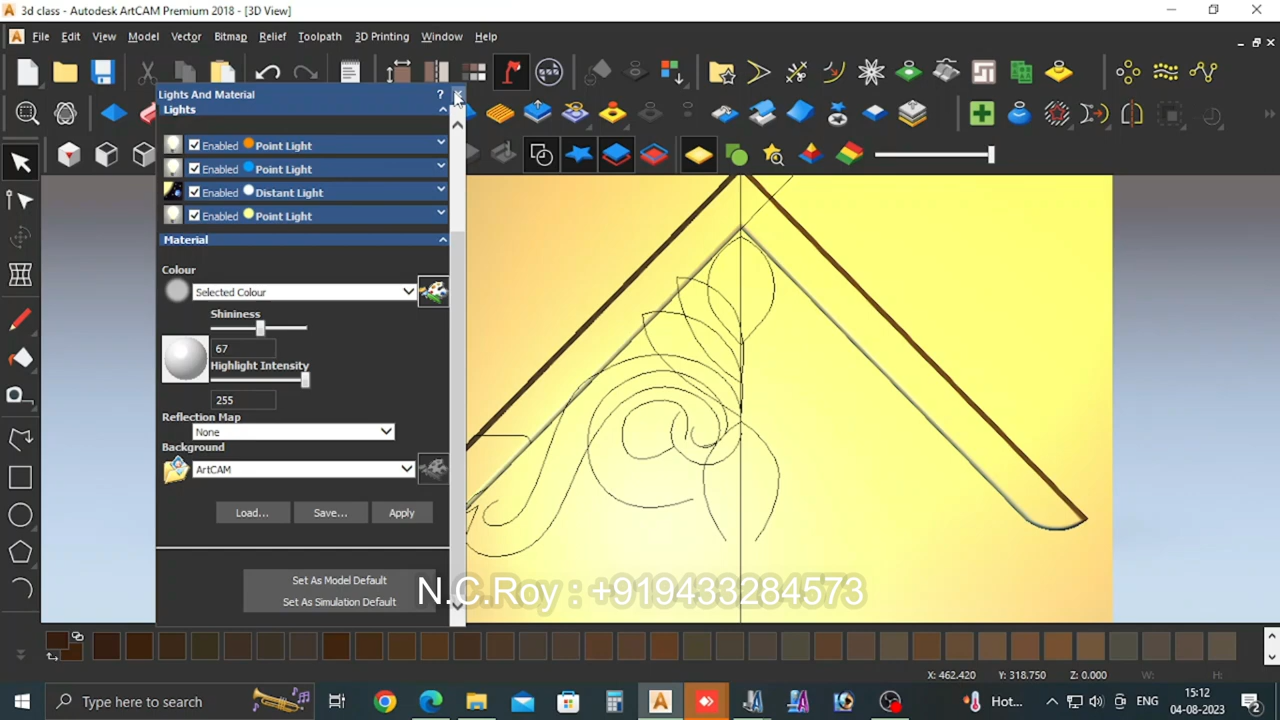 3d class - Autodesk ArtCAM Premium 2018 - [3D View]
File Edit View Model Vector Bitmap Relief Toolpath 3D Printing Window Help
Lights And Material
Lights
Enabled Point Light
Enabled Point Light
Enabled Distant Light
Enabled Point Light
Material
Colour
Selected Colour
Shininess
67
Highlight Intensity
255
Reflection Map
None
Background
ArtCAM
Load... Save... Apply
Set As Model Default
Set As Simulation Default
N.C.Roy : +919433284573
X: 462.420 Y: 318.750 Z: 0.000 W: H:
Type here to search
Hot...
ENG
15:12
04-08-2023
2